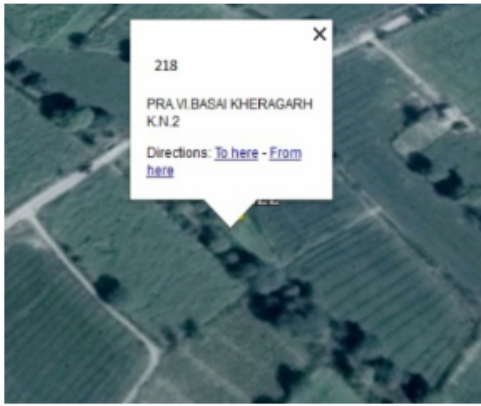 218
PRA.VI.BASAI KHERAGARH
K.N.2
Directions: To here - From
here